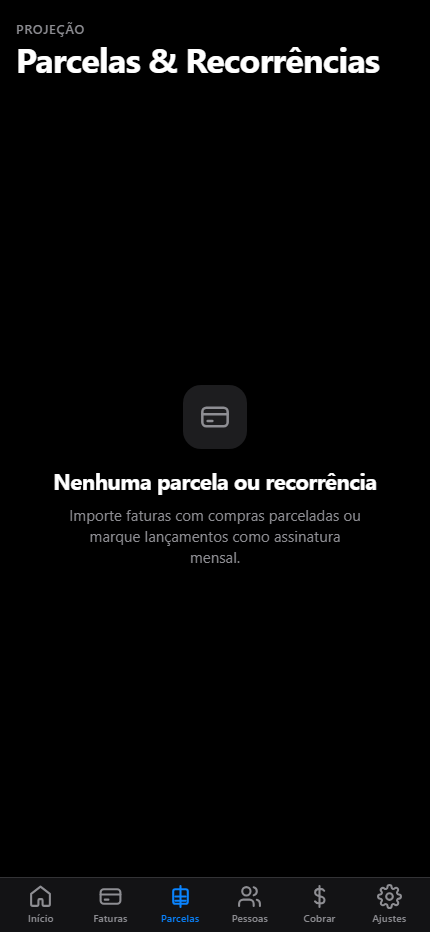 PROJEÇÃO
Parcelas & Recorrências
Nenhuma parcela ou recorrência
Importe faturas com compras parceladas ou
marque lançamentos como assinatura
mensal.
Início
Faturas
Parcelas
Pessoas
Cobrar
Ajustes